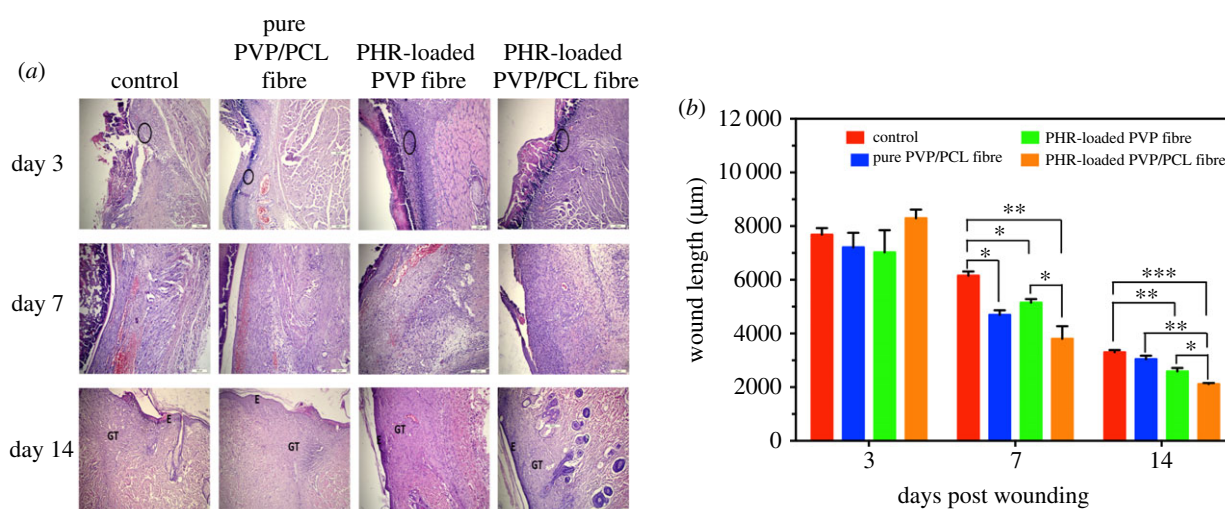 (a)
control
pure
PVP/PCL
fibre
PHR-loaded
PVP fibre
PHR-loaded
PVP/PCL fibre
day 3
day 7
day 14
E
GT
E
GT
E
GT
E
GT
(b)
wound length (µm)
12 000
10 000
8000
6000
4000
2000
0
control
PHR-loaded PVP fibre
pure PVP/PCL fibre
PHR-loaded PVP/PCL fibre
**
*
*
*
***
**
**
*
3 7 14
days post wounding